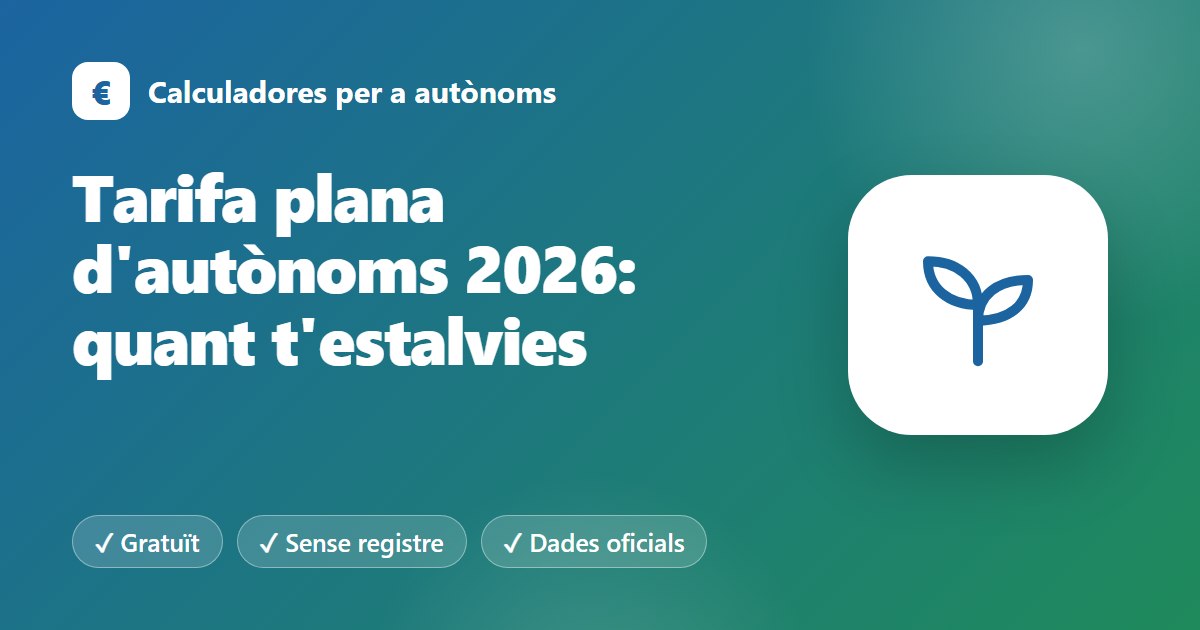 €
Calculadores per a autònoms
Tarifa plana
d'autònoms 2026:
quant t'estalvies
✓ Gratuït
✓ Sense registre
✓ Dades oficials